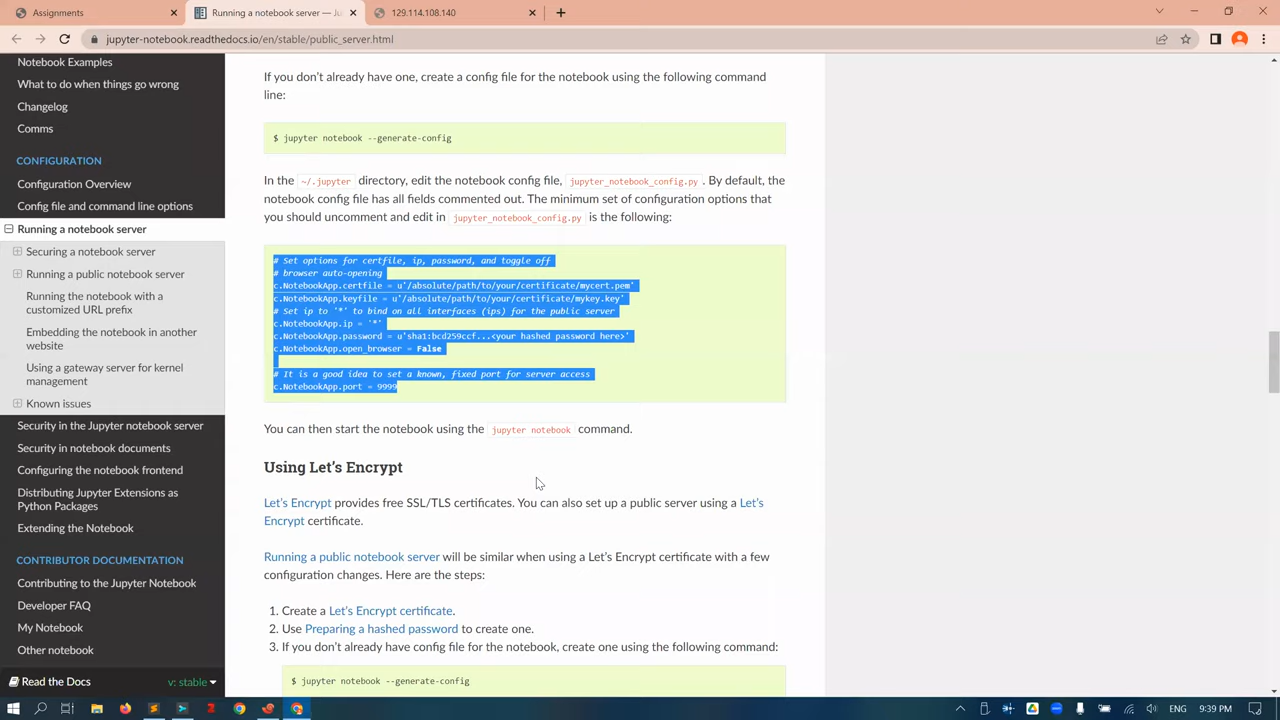 Assignments
Running a notebook server —
129.114.108.140
jupyter-notebook.readthedocs.io/en/stable/public_server.html
Notebook Examples
What to do when things go wrong
Changelog
Comms
CONFIGURATION
Configuration Overview
Config file and command line options
Running a notebook server
Securing a notebook server
Running a public notebook server
Running the notebook with a
customized URL prefix
Embedding the notebook in another
website
Using a gateway server for kernel
management
Known issues
Security in the Jupyter notebook server
Security in notebook documents
Configuring the notebook frontend
Distributing Jupyter Extensions as
Python Packages
Extending the Notebook
CONTRIBUTOR DOCUMENTATION
Contributing to the Jupyter Notebook
Developer FAQ
My Notebook
Other notebook
Read the Docs v: stable
If you don't already have one, create a config file for the notebook using the following command
line:
$ jupyter notebook --generate-config
In the ~/.jupyter directory, edit the notebook config file, jupyter_notebook_config.py . By default, the
notebook config file has all fields commented out. The minimum set of configuration options that
you should uncomment and edit in jupyter_notebook_config.py is the following:
# Set options for certfile, ip, password, and toggle off
# browser auto-opening
c.NotebookApp.certfile = u'/absolute/path/to/your/certificate/mycert.pem'
c.NotebookApp.keyfile = u'/absolute/path/to/your/certificate/mykey.key'
# Set ip to '*' to bind on all interfaces (ips) for the public server
c.NotebookApp.ip = '*'
c.NotebookApp.password = u'sha1:bcd259ccf...<your hashed password here>'
c.NotebookApp.open_browser = False
# It is a good idea to set a known, fixed port for server access
c.NotebookApp.port = 9999
You can then start the notebook using the jupyter notebook command.
Using Let's Encrypt
Let's Encrypt provides free SSL/TLS certificates. You can also set up a public server using a Let's
Encrypt certificate.
Running a public notebook server will be similar when using a Let's Encrypt certificate with a few
configuration changes. Here are the steps:
1. Create a Let's Encrypt certificate.
2. Use Preparing a hashed password to create one.
3. If you don't already have config file for the notebook, create one using the following command:
$ jupyter notebook --generate-config
ENG 9:39 PM